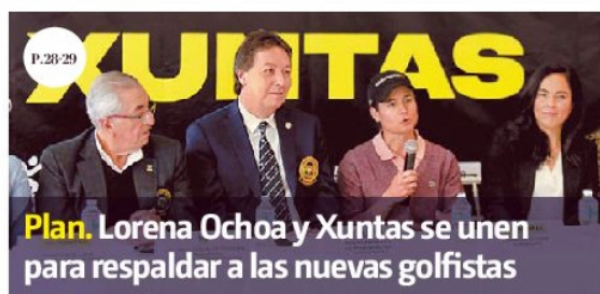 P.28-29
XUNTAS
Plan. Lorena Ochoa y Xuntas se unen
para respaldar a las nuevas golfistas